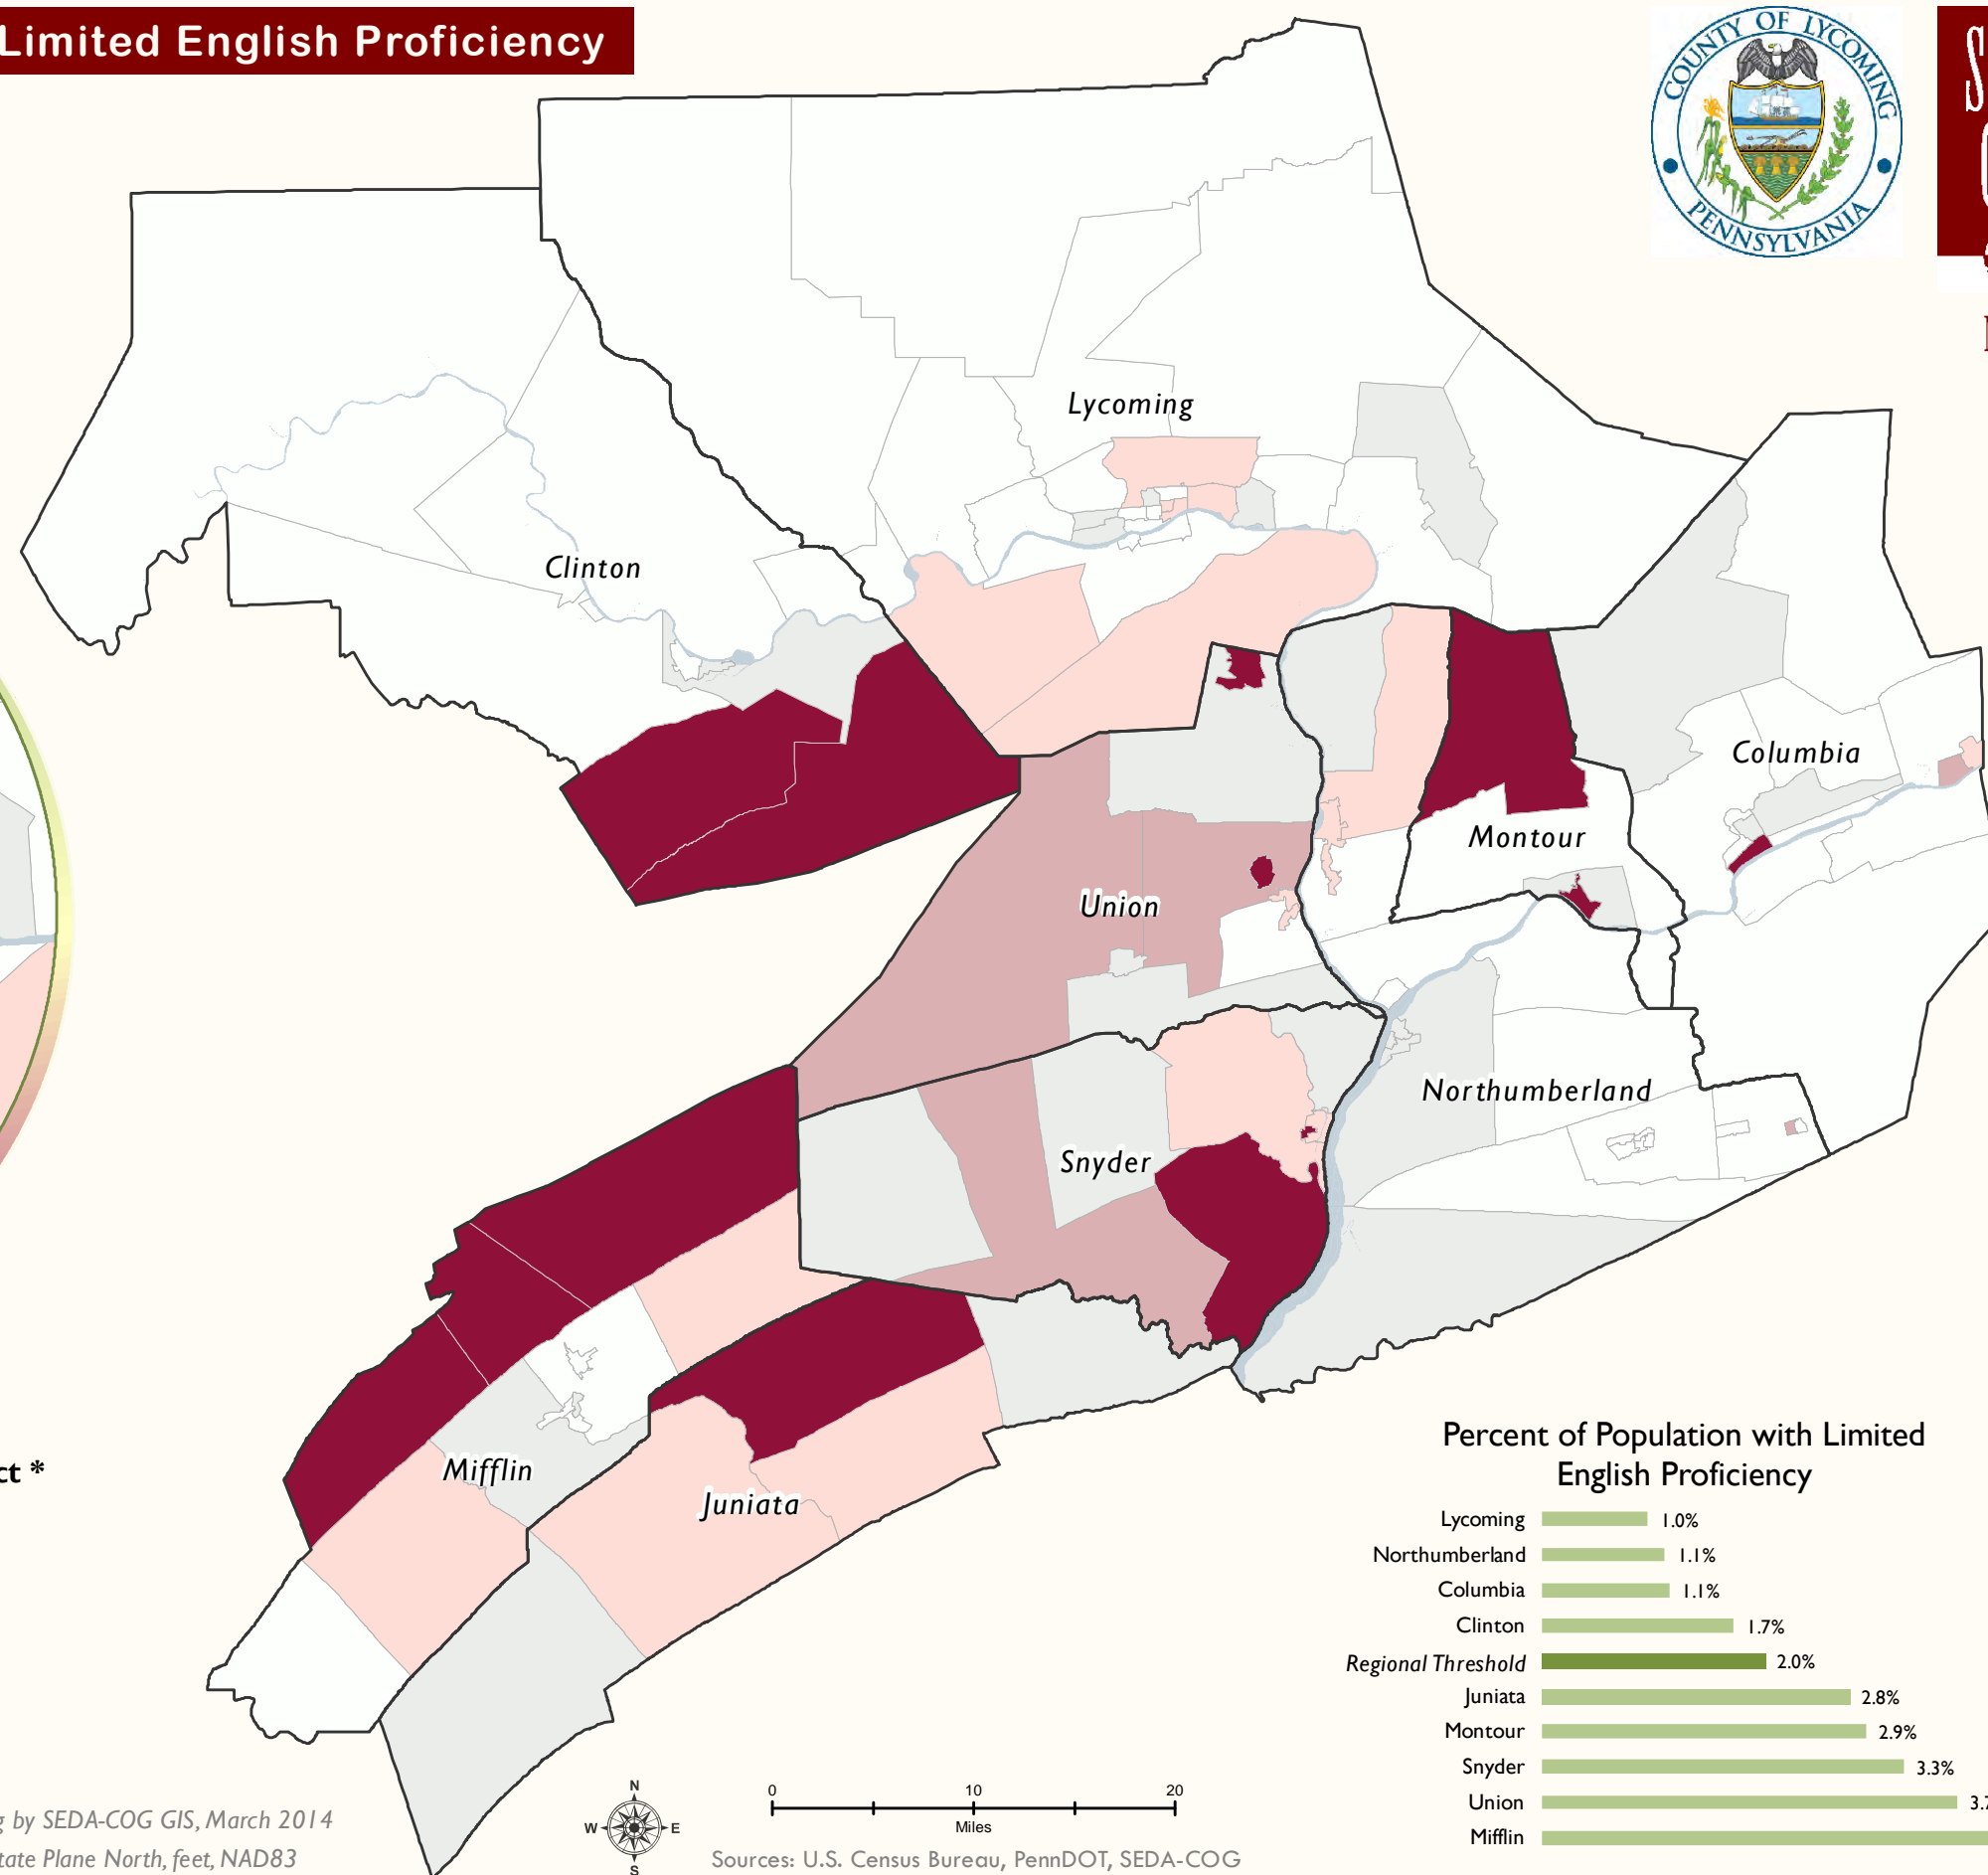 Limited English Proficiency
COUNTY OF LYCOMING
PENNSYLVANIA
Lycoming
Clinton
Columbia
Montour
Union
Northumberland
Snyder
Mifflin
Juniata
ct *
Percent of Population with Limited
English Proficiency
Lycoming 1.0%
Northumberland 1.1%
Columbia 1.1%
Clinton 1.7%
Regional Threshold 2.0%
Juniata 2.8%
Montour 2.9%
Snyder 3.3%
Union 3.
Mifflin
N
W E
S
0 10 20
Miles
g by SEDA-COG GIS, March 2014
tate Plane North, feet, NAD83
Sources: U.S. Census Bureau, PennDOT, SEDA-COG